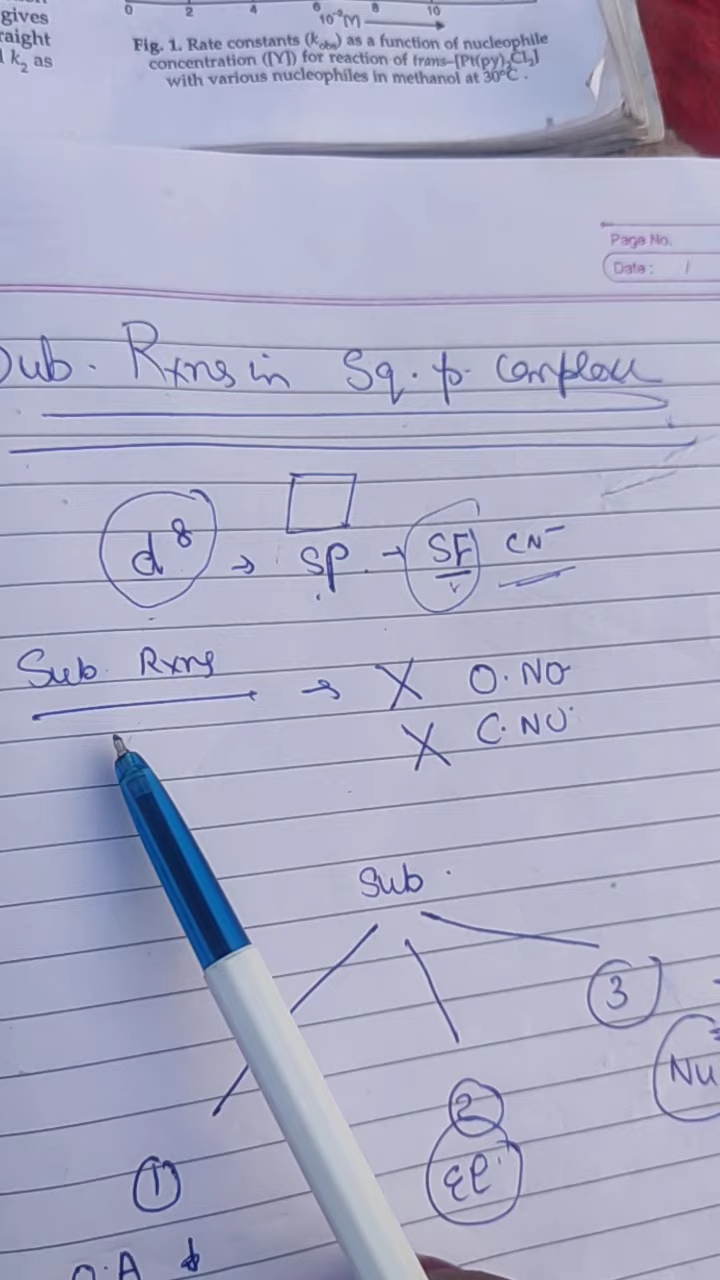 gives
raight
k₂ as
0 2 4 6 8 10
10⁻²M
Fig. 1. Rate constants (k_obs) as a function of nucleophile
concentration ([Y]) for reaction of trans–[Pt(py)₂Cl₂]
with various nucleophiles in methanol at 30°C.
Page No.
Date : /
Sub. Rxns in Sq. p. complex
d⁸ → SP. → SF CN⁻
Sub. Rxns → X O.NO
X C.NO.
Sub.
3
Nu
2
El.
1
O.A